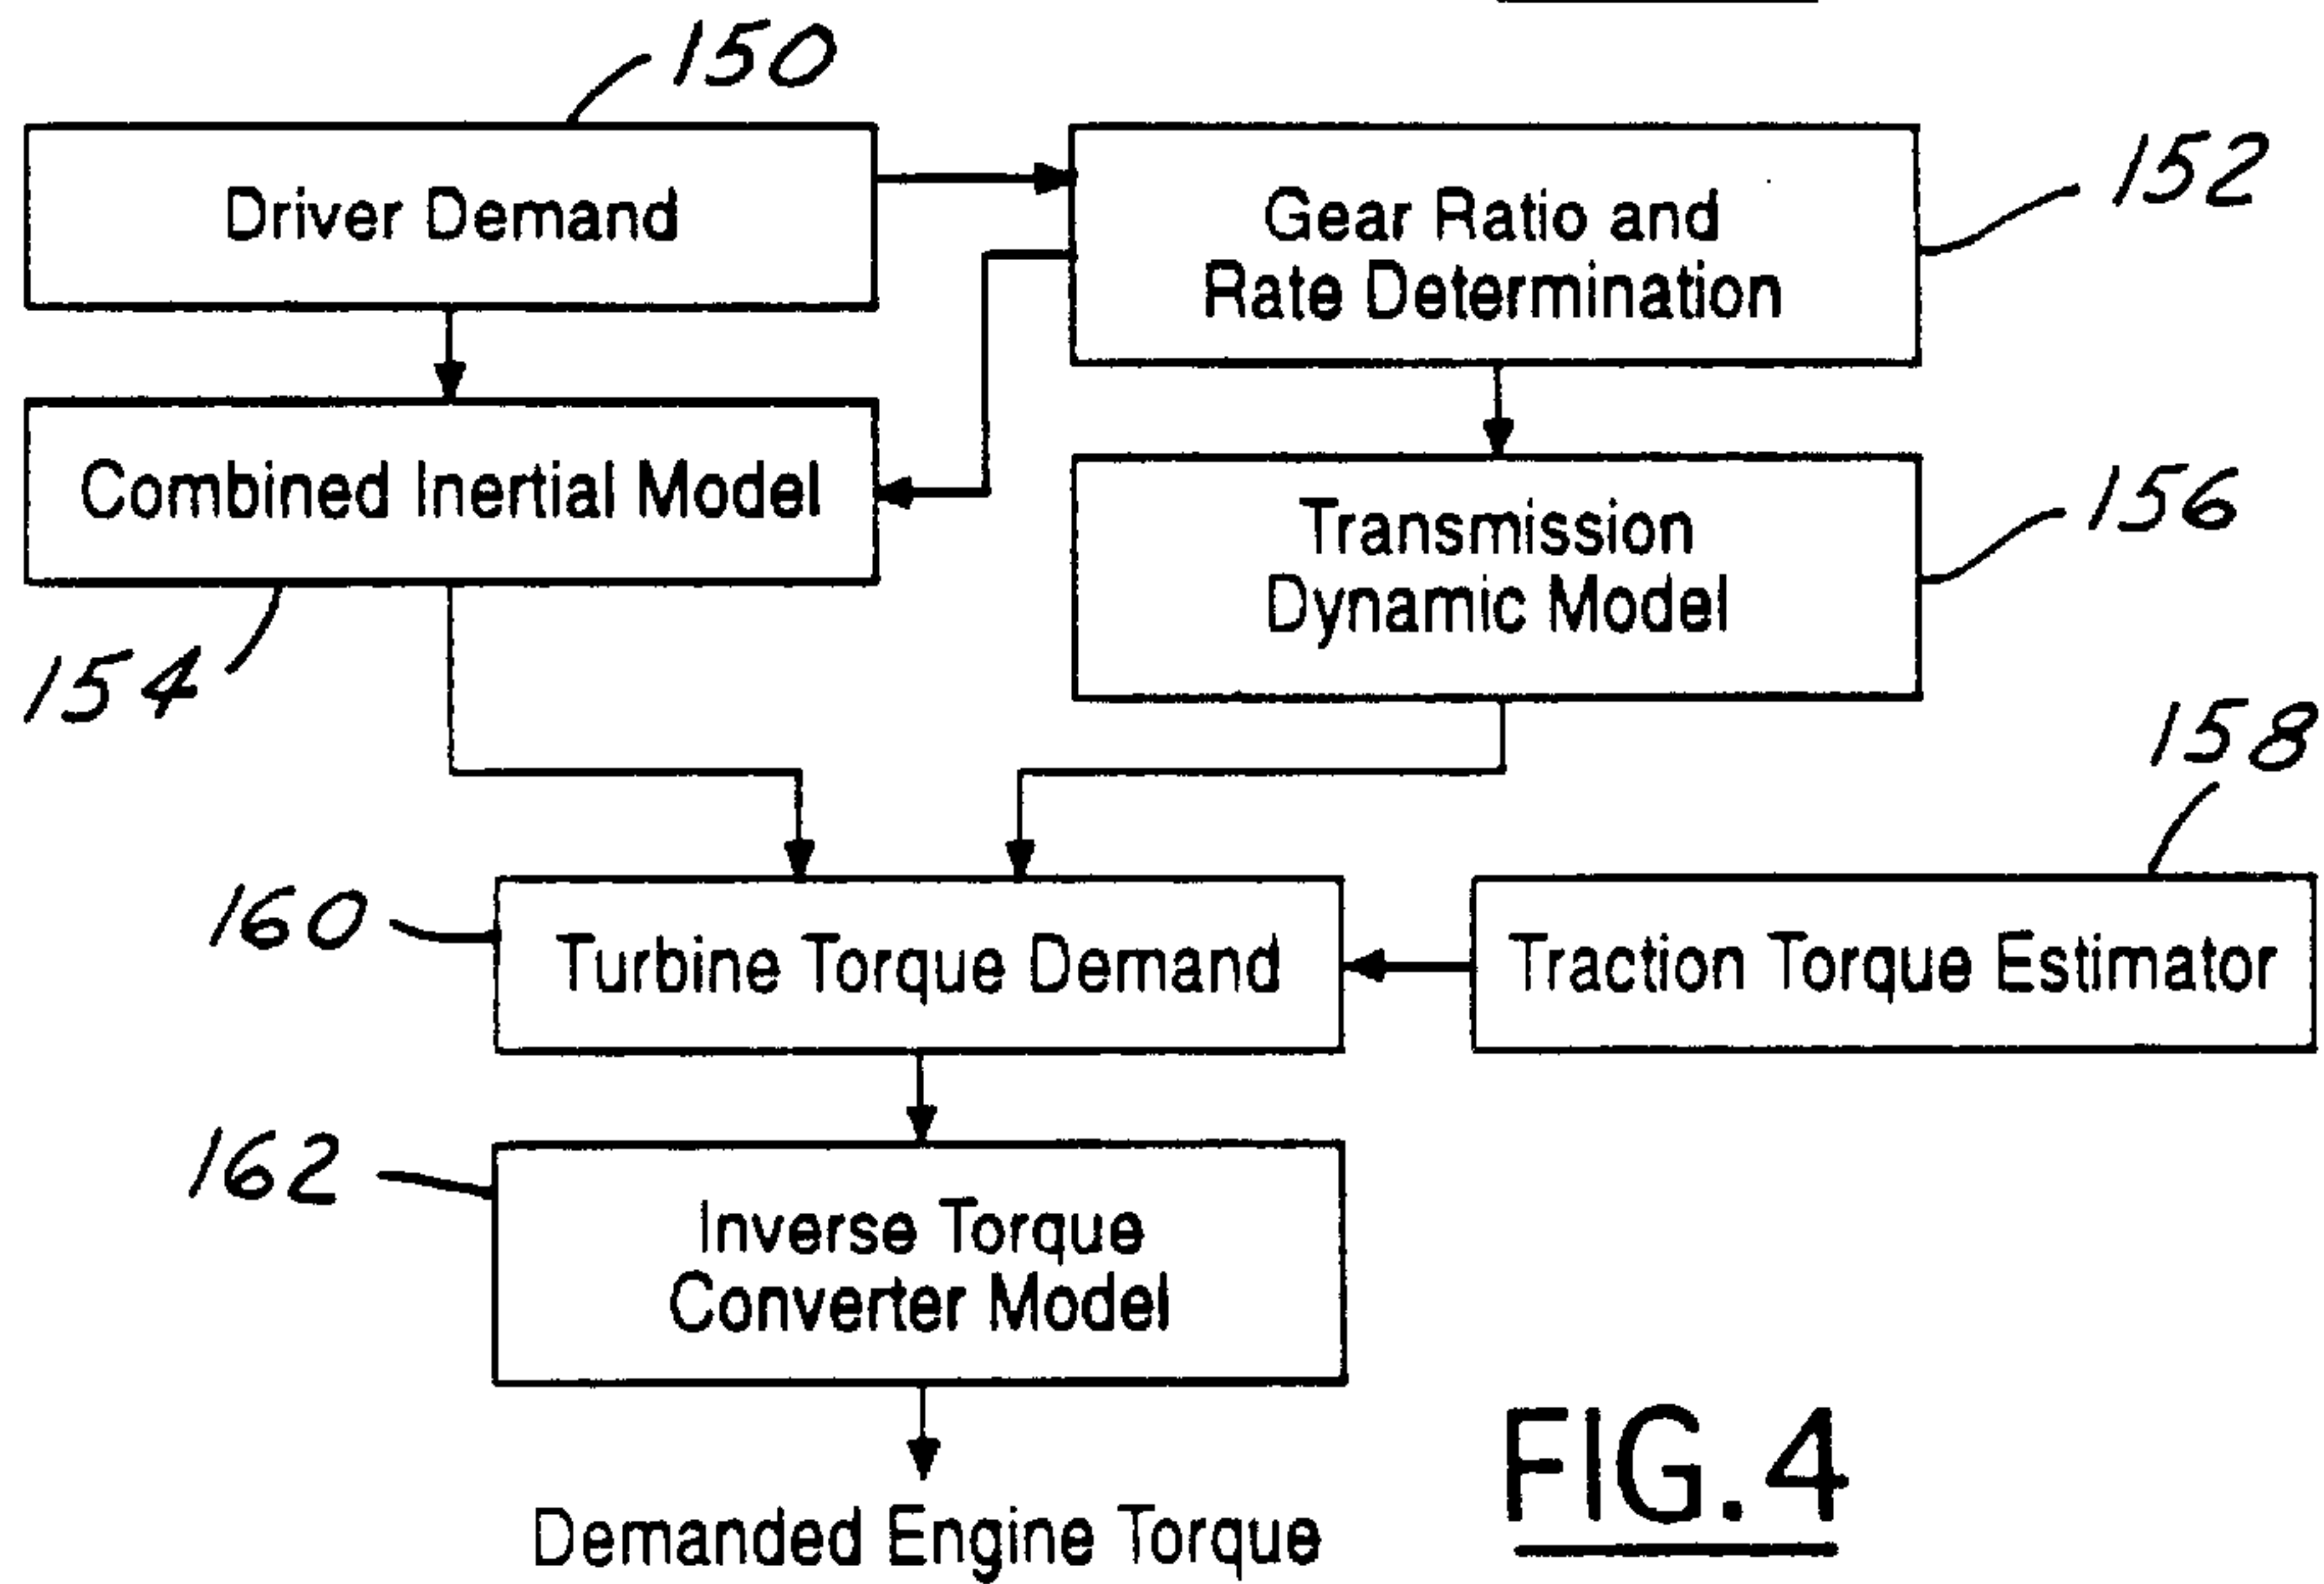 150
Driver Demand
Gear Ratio and
Rate Determination
152
Combined Inertial Model
154
Transmission
Dynamic Model
156
158
160
Turbine Torque Demand
Traction Torque Estimator
162
Inverse Torque
Converter Model
Demanded Engine Torque
FIG.4